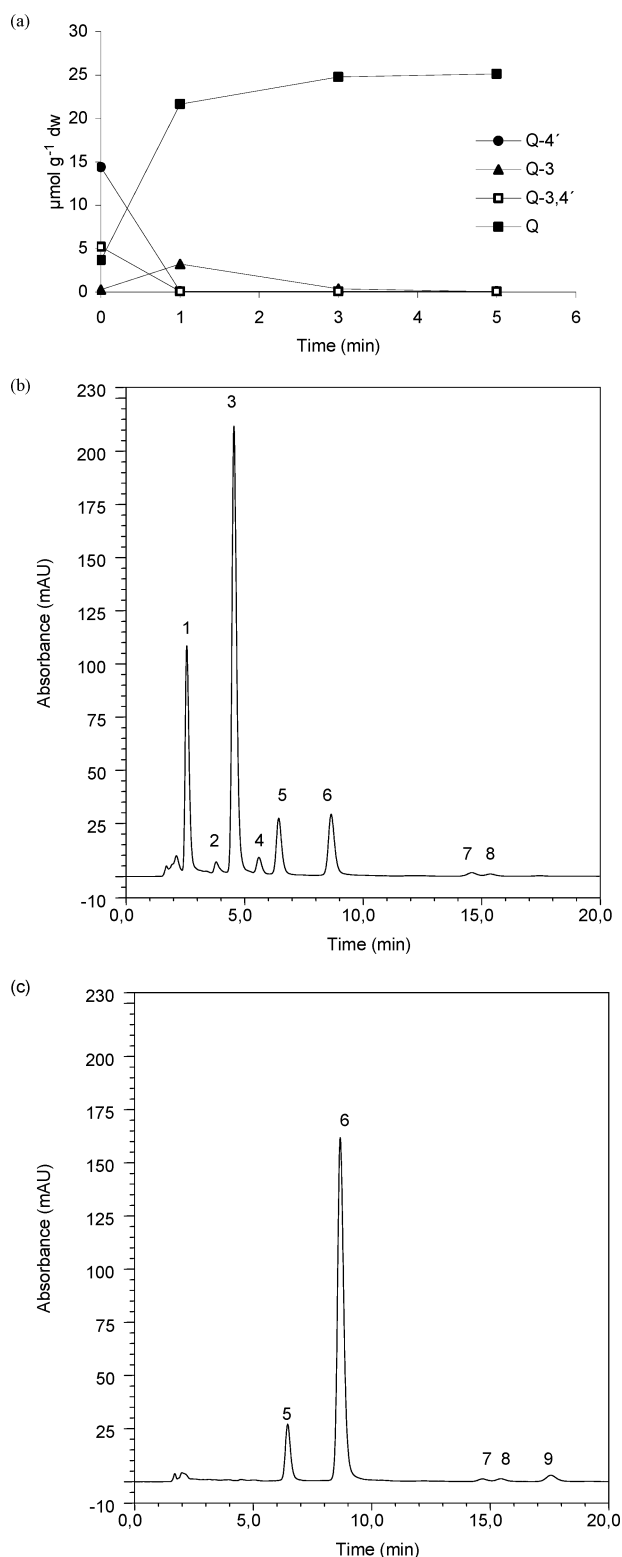 (a)
30
25
20
15
10
5
0
µmol g⁻¹ dw
Q-4´
Q-3
Q-3,4´
Q
0 1 2 3 4 5 6
Time (min)
(b)
230
200
175
150
125
100
75
50
25
-10
Absorbance (mAU)
1
2
3
4
5
6
7
8
0,0 5,0 10,0 15,0 20,0
Time (min)
(c)
230
200
175
150
125
100
75
50
25
-10
Absorbance (mAU)
5
6
7
8
9
0,0 5,0 10,0 15,0 20,0
Time (min)